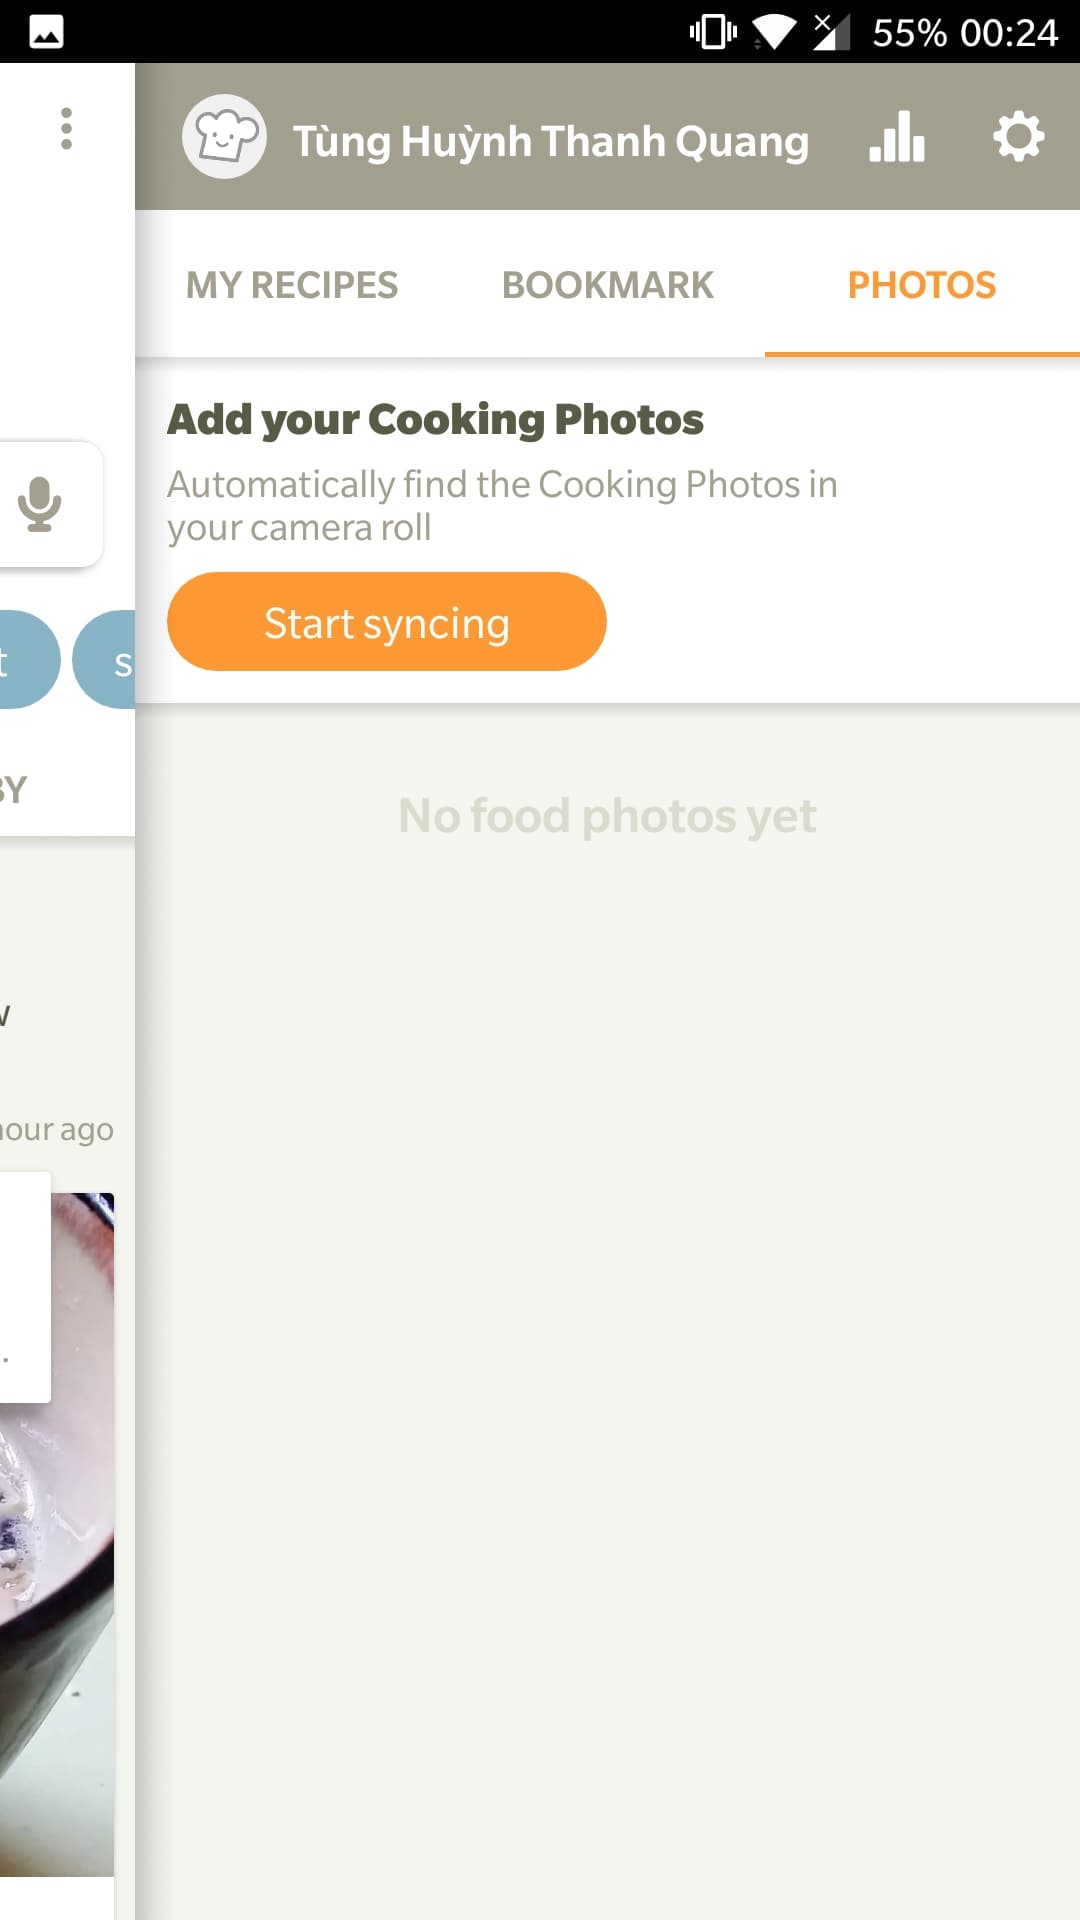 55% 00:24
Tùng Huỳnh Thanh Quang
MY RECIPES BOOKMARK PHOTOS
Add your Cooking Photos
Automatically find the Cooking Photos in
your camera roll
Start syncing
No food photos yet
hour ago